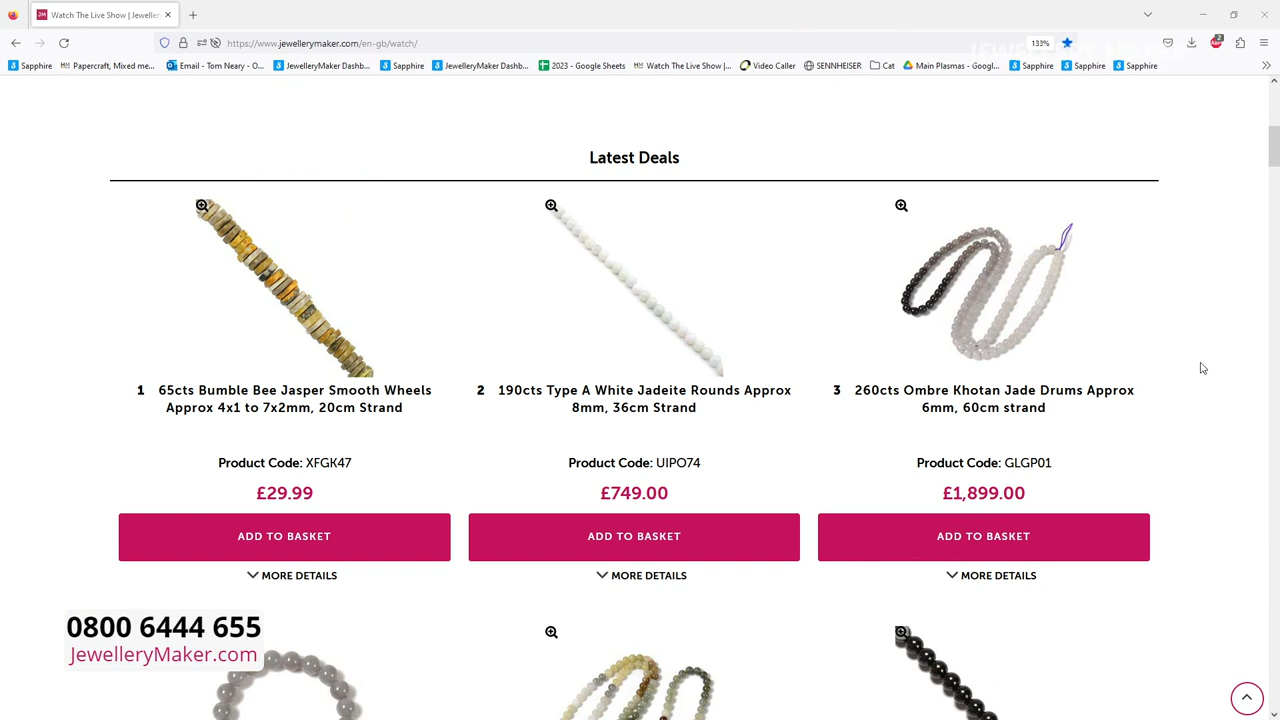 JM Watch The Live Show | Jeweller
https://www.jewellerymaker.com/en-gb/watch/
133%
2
JEWELLERY MAKER
Sapphire
Papercraft, Mixed me...
Email - Tom Neary - O...
JewelleryMaker Dashb...
Sapphire
JewelleryMaker Dashb...
2023 - Google Sheets
Watch The Live Show |...
Video Caller
SENNHEISER
Cat
Main Plasmas - Googl...
Sapphire
Sapphire
Sapphire
Latest Deals
1 65cts Bumble Bee Jasper Smooth Wheels
Approx 4x1 to 7x2mm, 20cm Strand
Product Code: XFGK47
£29.99
ADD TO BASKET
MORE DETAILS
2 190cts Type A White Jadeite Rounds Approx
8mm, 36cm Strand
Product Code: UIPO74
£749.00
ADD TO BASKET
MORE DETAILS
3 260cts Ombre Khotan Jade Drums Approx
6mm, 60cm strand
Product Code: GLGP01
£1,899.00
ADD TO BASKET
MORE DETAILS
0800 6444 655
JewelleryMaker.com